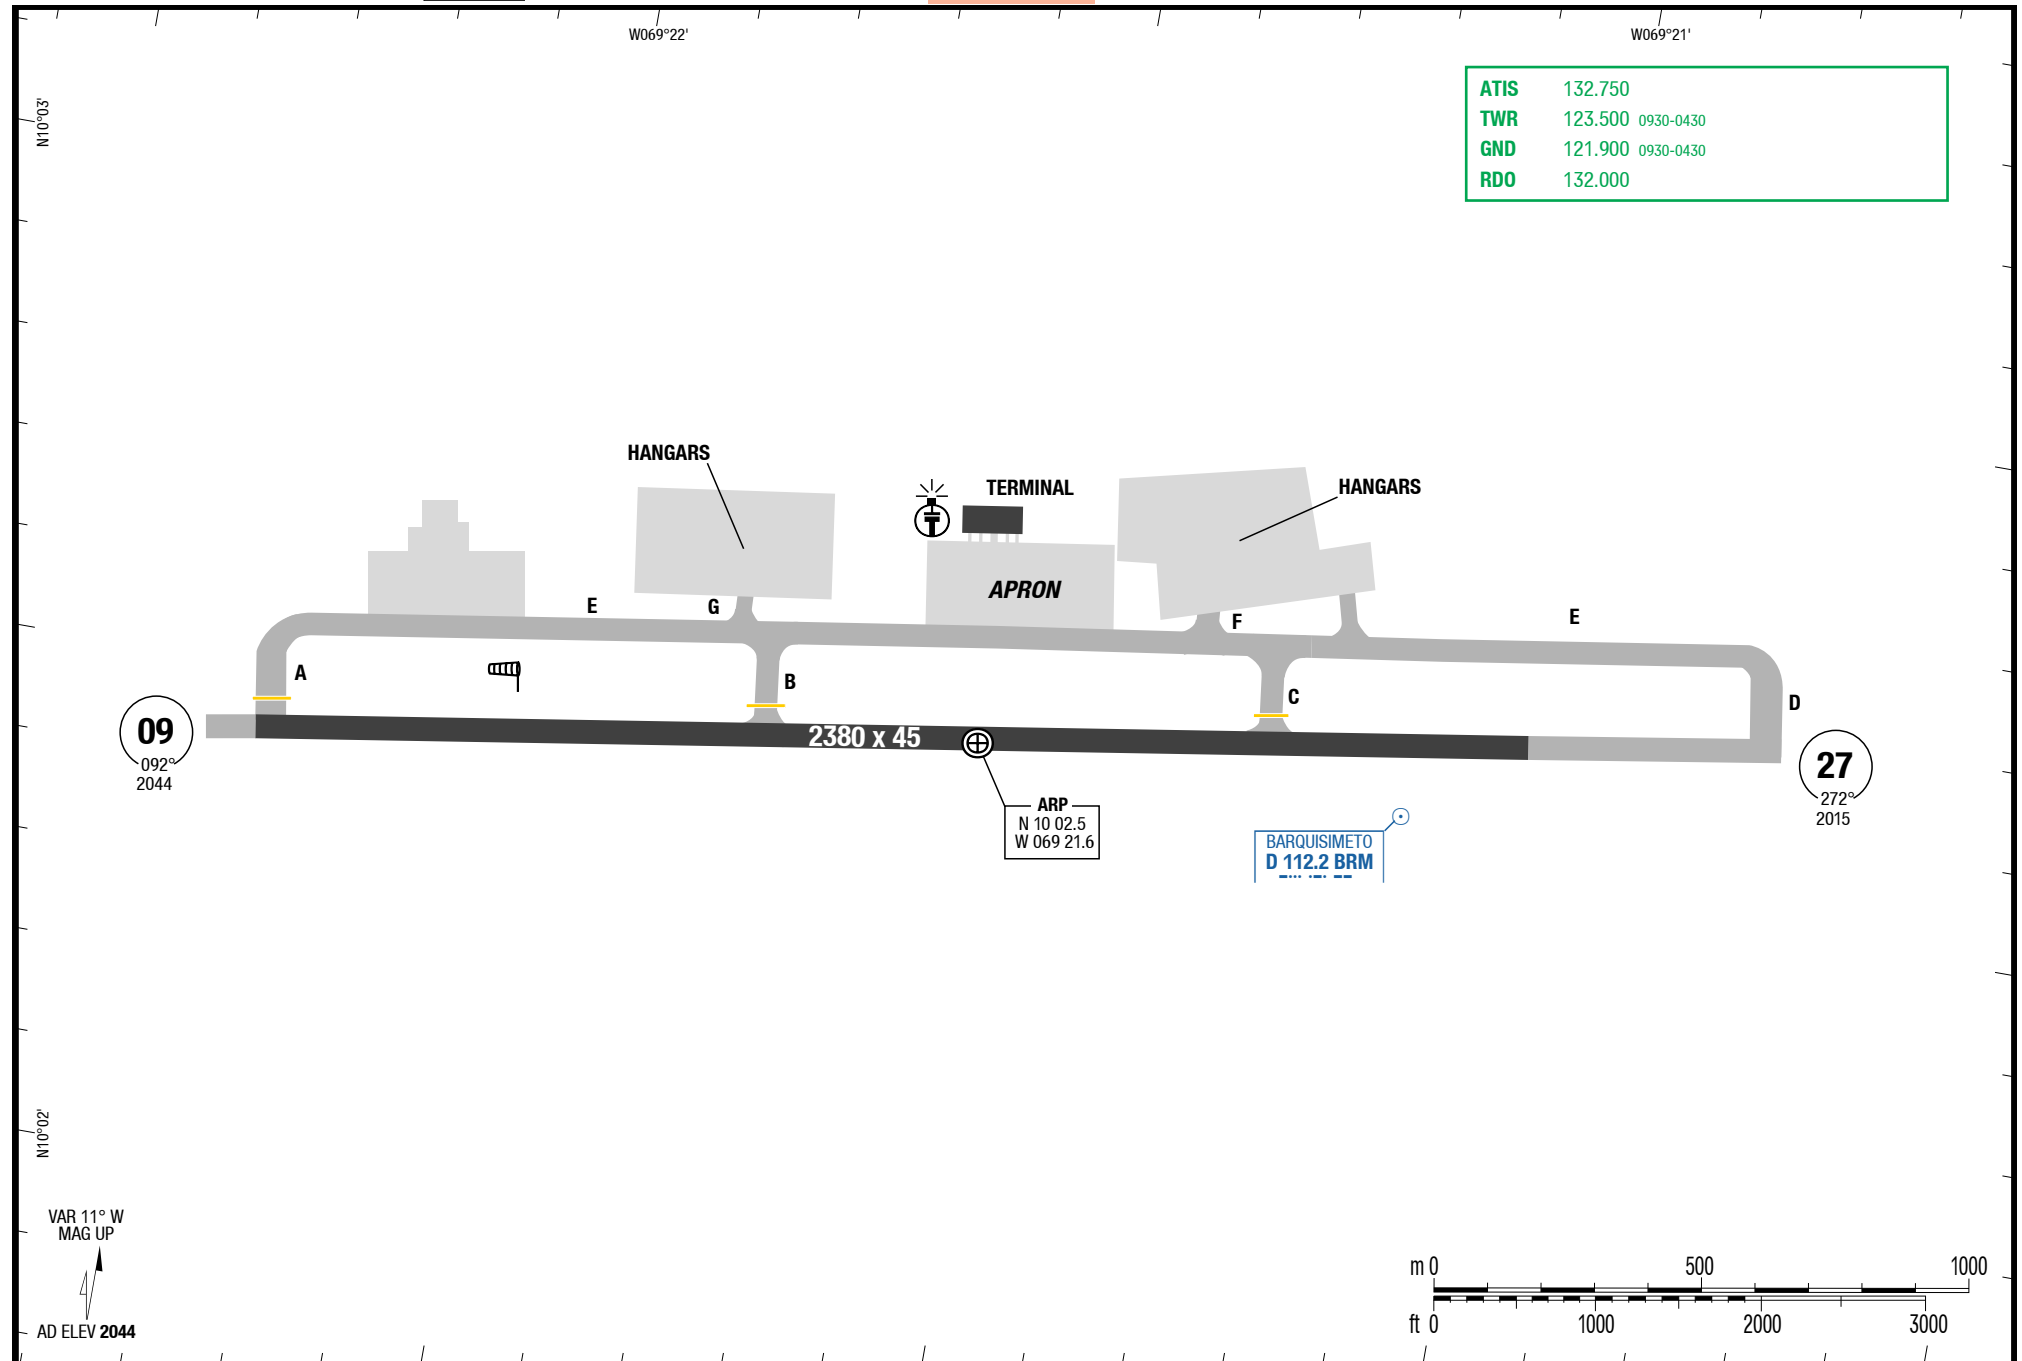 W069°22'
W069°21'
N10°03'
ATIS 132.750
TWR 123.500 0930-0430
GND 121.900 0930-0430
RDO 132.000
HANGARS
TERMINAL
HANGARS
APRON
E
G
F
E
A
B
C
D
09
092°
2044
2380 x 45
27
272°
2015
ARP
N 10 02.5
W 069 21.6
BARQUISIMETO
D 112.2 BRM
N10°02'
VAR 11° W
MAG UP
AD ELEV 2044
m 0 500 1000
ft 0 1000 2000 3000